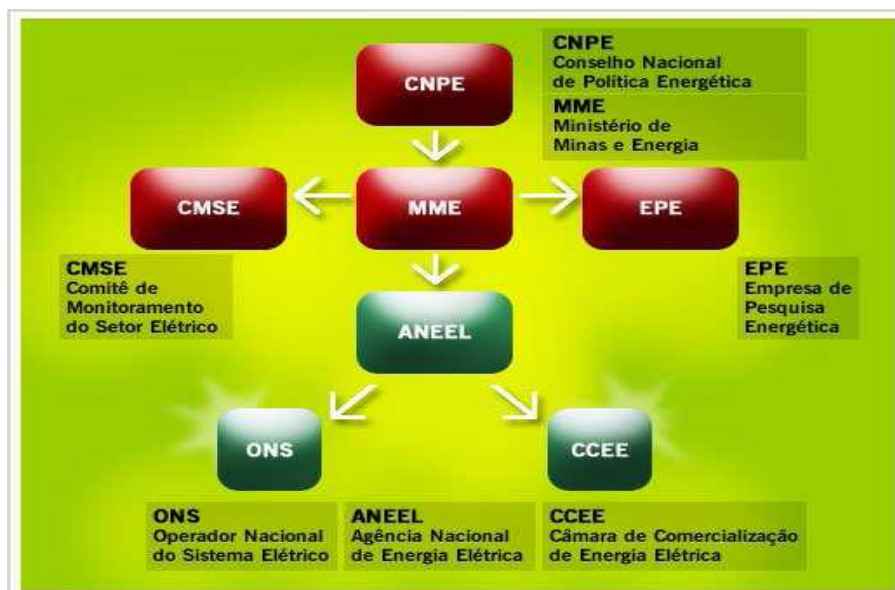 CNPE
CNPE
Conselho Nacional
de Política Energética
MME
Ministério de
Minas e Energia
CMSE
MME
EPE
CMSE
Comitê de
Monitoramento
do Setor Elétrico
EPE
Empresa de
Pesquisa
Energética
ANEEL
ONS
CCEE
ONS
Operador Nacional
do Sistema Elétrico
ANEEL
Agência Nacional
de Energia Elétrica
CCEE
Câmara de Comercialização
de Energia Elétrica